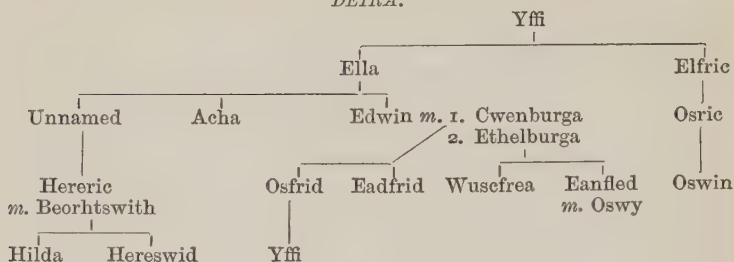 DEIRA.
Yffi
Ella Elfric
Unnamed Acha Edwin m. 1. Cwenburga Osric
2. Ethelburga
Hereric Osfrid Eadfrid Wuscfrea Eanfled Oswin
m. Beorhtswith m. Oswy
Hilda Hereswid Yffi